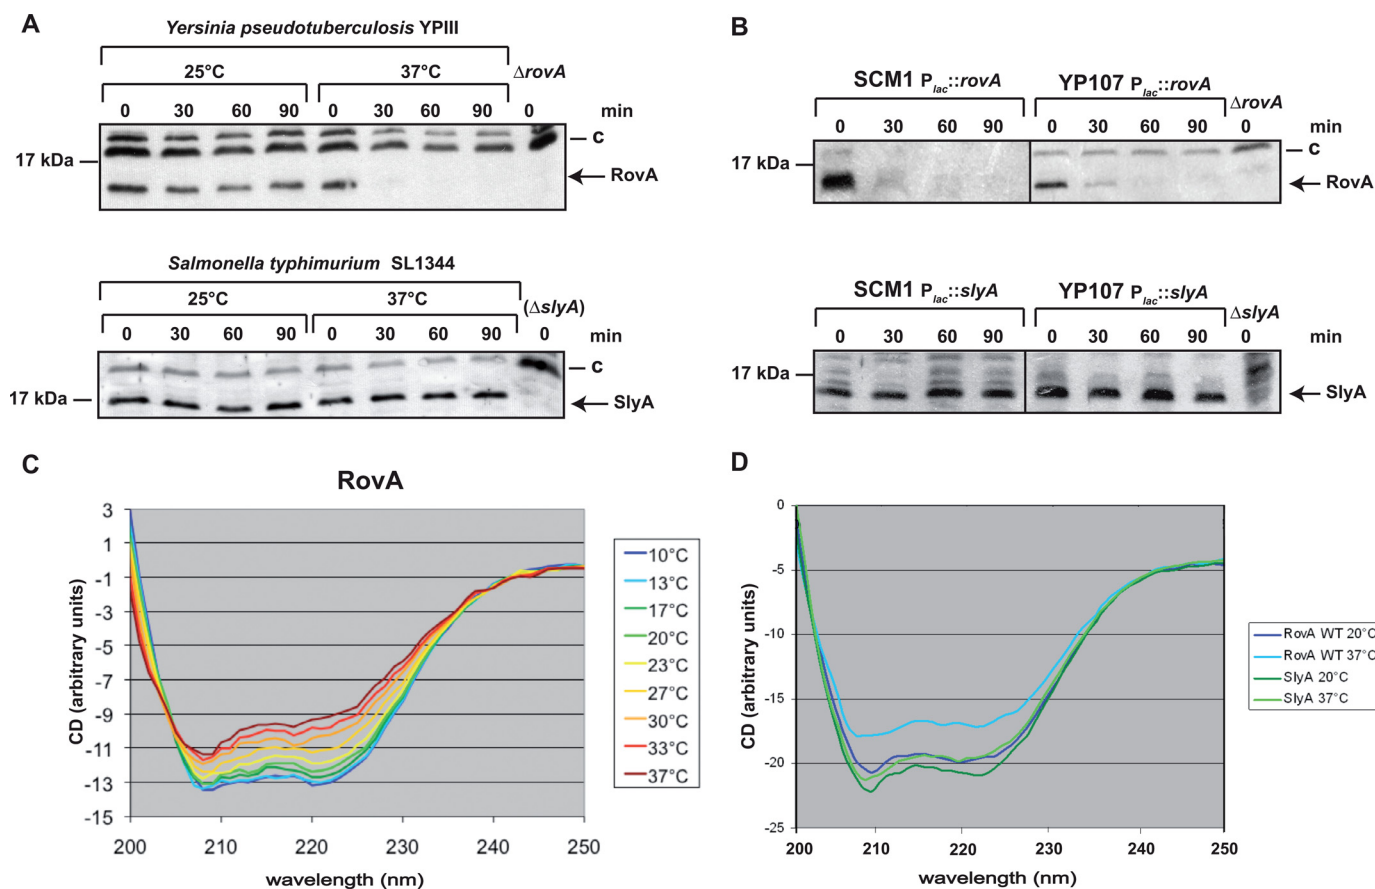 A
Yersinia pseudotuberculosis YPIII
25°C 37°C ΔrovA
0 30 60 90 0 30 60 90 0 min
17 kDa
c
RovA
Salmonella typhimurium SL1344
25°C 37°C (ΔslyA)
0 30 60 90 0 30 60 90 0 min
17 kDa
c
SlyA
B
SCM1 Plac::rovA YP107 Plac::rovA ΔrovA
0 30 60 90 0 30 60 90 0 min
17 kDa
c
RovA
SCM1 Plac::slyA YP107 Plac::slyA ΔslyA
0 30 60 90 0 30 60 90 0 min
17 kDa
SlyA
C
RovA
CD (arbitrary units)
3
1
-1
-3
-5
-7
-9
-11
-13
-15
200 210 220 230 240 250
wavelength (nm)
10°C
13°C
17°C
20°C
23°C
27°C
30°C
33°C
37°C
D
CD (arbitrary units)
0
-5
-10
-15
-20
-25
200 210 220 230 240 250
wavelength (nm)
RovA WT 20°C
RovA WT 37°C
SlyA 20°C
SlyA 37°C